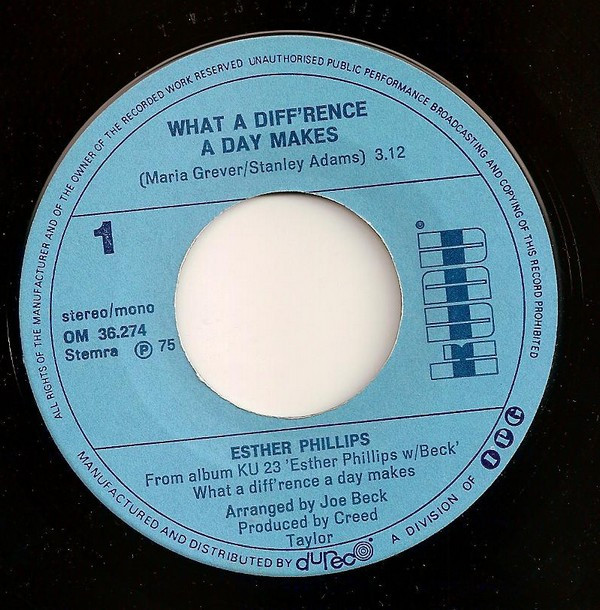 ALL RIGHTS OF THE MANUFACTURER AND OF THE OWNER OF THE RECORDED WORK RESERVED UNAUTHORISED PUBLIC PERFORMANCE BROADCASTING AND COPYING OF THIS RECORD PROHIBITED
WHAT A DIFF'RENCE
A DAY MAKES
(Maria Grever/Stanley Adams) 3.12
1
KUDU
stereo/mono
OM 36.274
Stemra Ⓟ 75
ESTHER PHILLIPS
From album KU 23 'Esther Phillips w/Beck'
What a diff'rence a day makes
Arranged by Joe Beck
Produced by Creed
Taylor
MANUFACTURED AND DISTRIBUTED BY dureco A DIVISION OF IPG